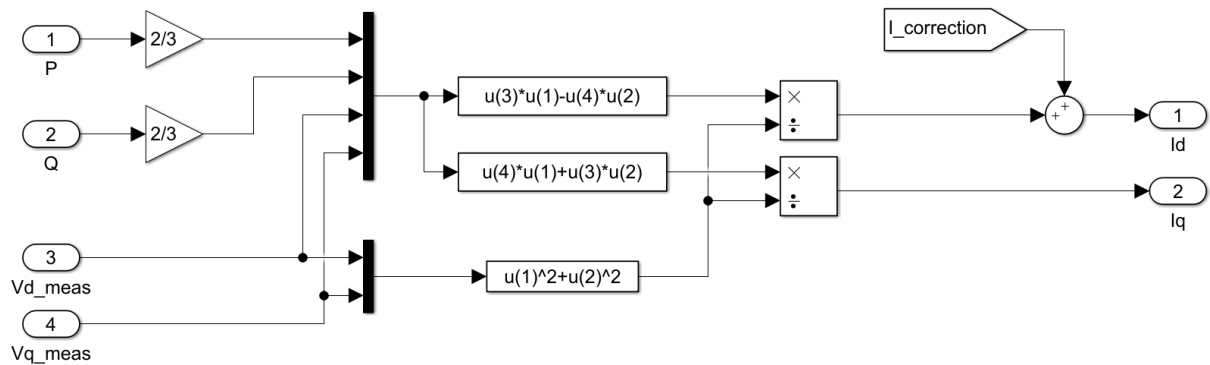 1
P
2/3
2
Q
2/3
3
Vd_meas
4
Vq_meas
u(3)*u(1)-u(4)*u(2)
u(4)*u(1)+u(3)*u(2)
u(1)^2+u(2)^2
×
÷
×
÷
I_correction
+
+
1
Id
2
Iq